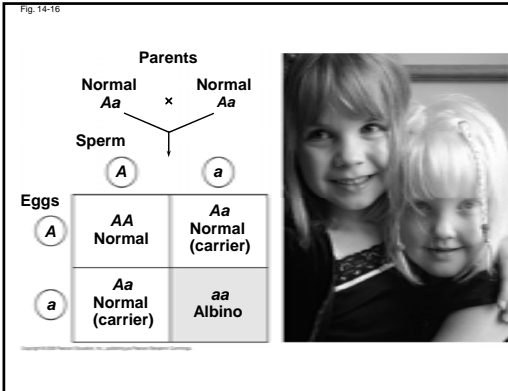 Fig. 14-16
Parents
Normal Normal
Aa × Aa
Sperm
A a
Eggs
A
AA
Normal
Aa
Normal
(carrier)
a
Aa
Normal
(carrier)
aa
Albino